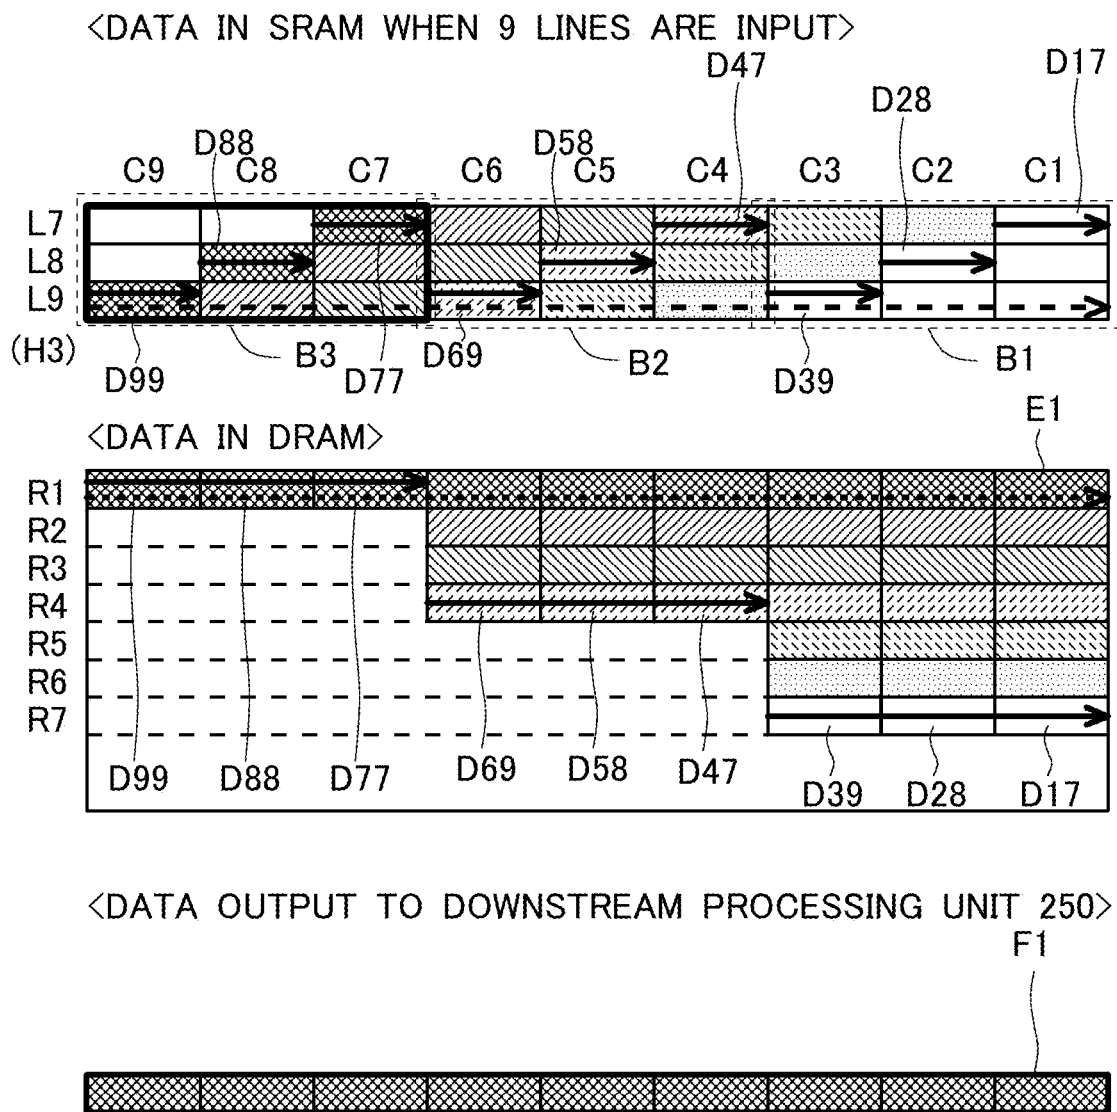 <DATA IN SRAM WHEN 9 LINES ARE INPUT>
D47 D17
D88 D58 D28
C9 C8 C7 C6 C5 C4 C3 C2 C1
L7
L8
L9
(H3)
D99 B3 D77 D69 B2 D39 B1
<DATA IN DRAM>
E1
R1
R2
R3
R4
R5
R6
R7
D99 D88 D77 D69 D58 D47 D39 D28 D17
<DATA OUTPUT TO DOWNSTREAM PROCESSING UNIT 250>
F1